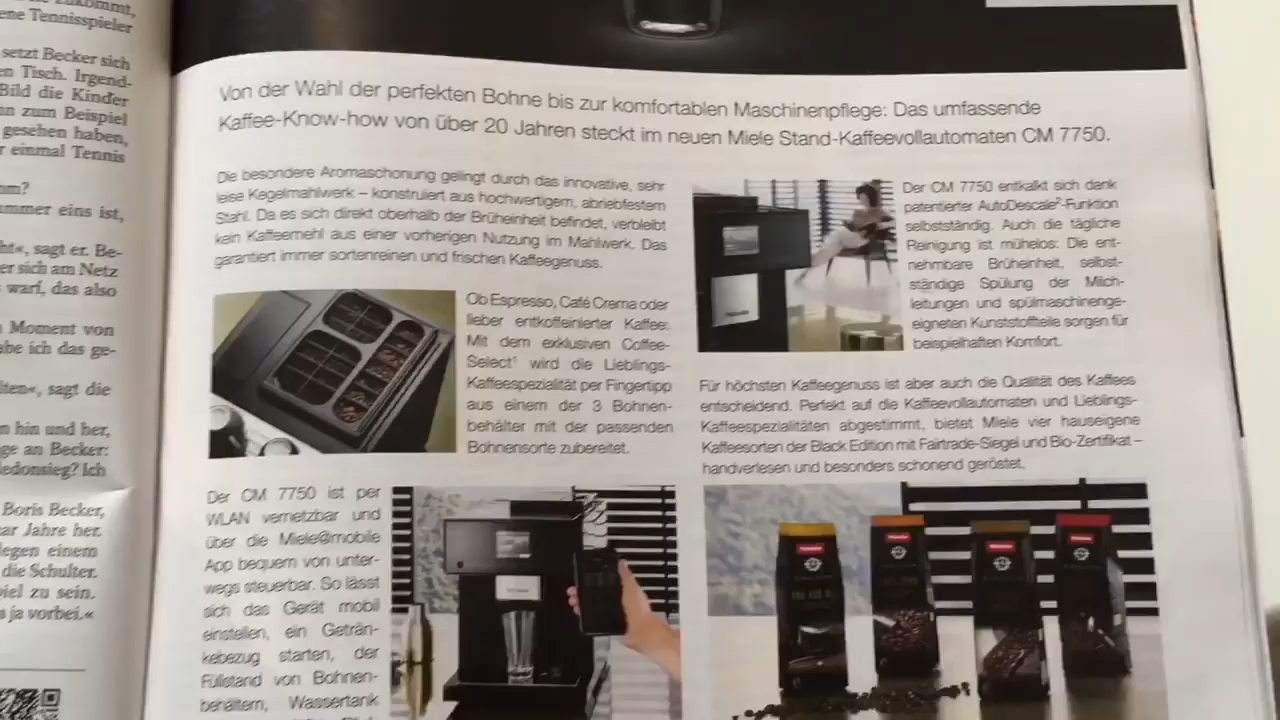 zukommt,
ene Tennisspieler
setzt Becker sich
en Tisch. Irgend-
Bild die Kinder
nn zum Beispiel
gesehen haben,
r einmal Tennis
mm?
ummer eins ist,
ht«, sagt er. Be-
er sich am Netz
warf, das also
Moment von
abe ich das ge-
lten«, sagt die
n hin und her,
ge an Becker:
ledonsieg? Ich
Boris Becker,
aar Jahre her.
legen einem
die Schulter.
iel zu sein.
s ja vorbei.«
Von der Wahl der perfekten Bohne bis zur komfortablen Maschinenpflege: Das umfassende
Kaffee-Know-how von über 20 Jahren steckt im neuen Miele Stand-Kaffeevollautomaten CM 7750.
Die besondere Aromaschonung gelingt durch das innovative, sehr
leise Kegelmahlwerk – konstruiert aus hochwertigem, abriebfestem
Stahl. Da es sich direkt oberhalb der Brüheinheit befindet, verbleibt
kein Kaffeemehl aus einer vorherigen Nutzung im Mahlwerk. Das
garantiert immer sortenreinen und frischen Kaffeegenuss.
Ob Espresso, Café Crema oder
lieber entkoffeinierter Kaffee:
Mit dem exklusiven Coffee-
Select¹ wird die Lieblings-
Kaffeespezialität per Fingertipp
aus einem der 3 Bohnen-
behälter mit der passenden
Bohnensorte zubereitet.
Der CM 7750 ist per
WLAN vernetzbar und
über die Miele@mobile
App bequem von unter-
wegs steuerbar. So lässt
sich das Gerät mobil
einstellen, ein Geträn-
kebezug starten, der
Füllstand von Bohnen-
behältern, Wassertank
Der CM 7750 entkalkt sich dank
patentierter AutoDescale²-Funktion
selbstständig. Auch die tägliche
Reinigung ist mühelos: Die ent-
nehmbare Brüheinheit, selbst-
ständige Spülung der Milch-
leitungen und spülmaschinenge-
eigneten Kunststoffteile sorgen für
beispielhaften Komfort.
Für höchsten Kaffeegenuss ist aber auch die Qualität des Kaffees
entscheidend. Perfekt auf die Kaffeevollautomaten und Lieblings-
Kaffeespezialitäten abgestimmt, bietet Miele vier hauseigene
Kaffeesorten der Black Edition mit Fairtrade-Siegel und Bio-Zertifikat –
handverlesen und besonders schonend geröstet.
Miele
Miele
Miele
Miele